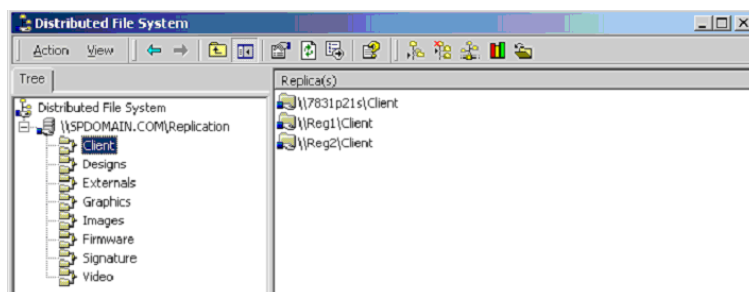 Distributed File System
Action View
Tree
Replica(s)
Distributed File System
\\SPDOMAIN.COM\Replication
Client
Designs
Externals
Graphics
Images
Firmware
Signature
Video
\\7831p21s\Client
\\Reg1\Client
\\Reg2\Client